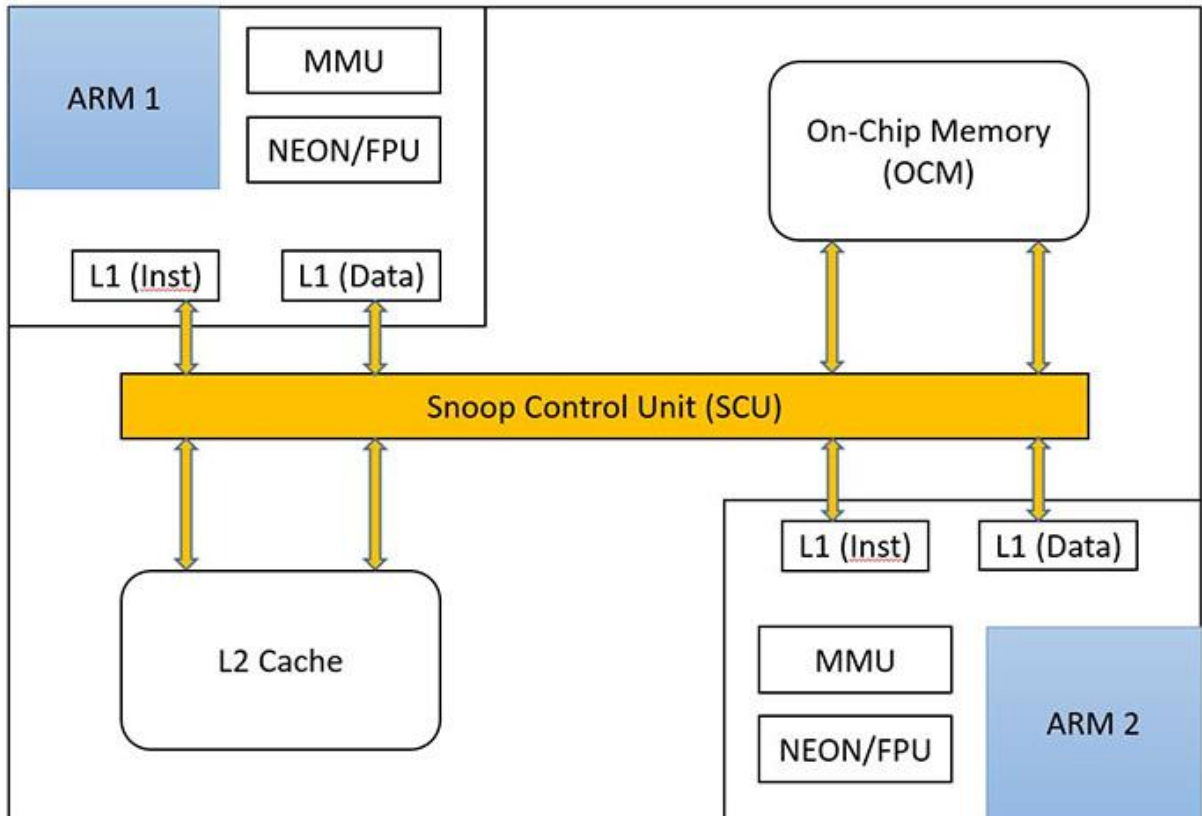 ARM 1
MMU
NEON/FPU
L1 (Inst)
L1 (Data)
On-Chip Memory
(OCM)
Snoop Control Unit (SCU)
L2 Cache
L1 (Inst)
L1 (Data)
MMU
NEON/FPU
ARM 2